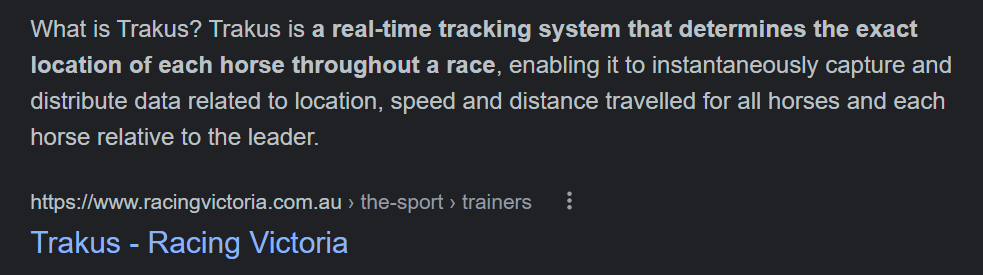 What is Trakus? Trakus is a real-time tracking system that determines the exact
location of each horse throughout a race, enabling it to instantaneously capture and
distribute data related to location, speed and distance travelled for all horses and each
horse relative to the leader.
https://www.racingvictoria.com.au › the-sport › trainers
Trakus - Racing Victoria